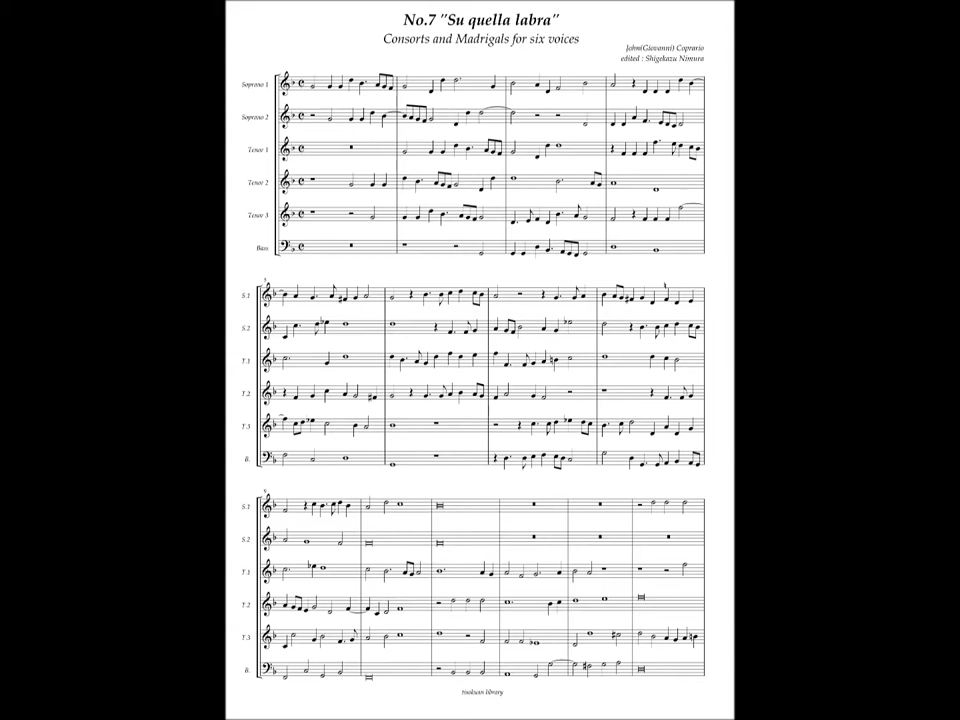 No.7 "Su quella labra"
Consorts and Madrigals for six voices
John(Giovanni) Coprario
edited : Shigekazu Nimura
Soprano 1
Soprano 2
Tenor 1
Tenor 2
Tenor 3
Bass
5
S.1
S.2
T.1
T.2
T.3
B.
9
S.1
S.2
T.1
T.2
T.3
B.
tsukuan library